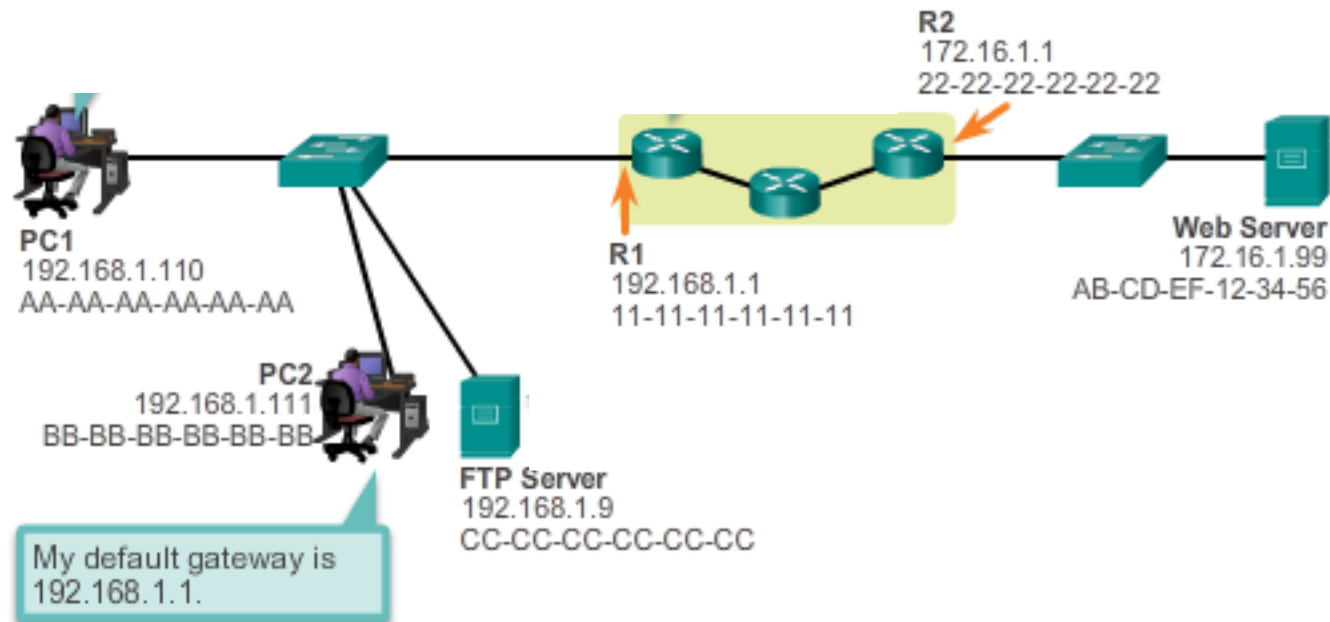 R2
172.16.1.1
22-22-22-22-22-22
PC1
192.168.1.110
AA-AA-AA-AA-AA-AA
R1
192.168.1.1
11-11-11-11-11-11
Web Server
172.16.1.99
AB-CD-EF-12-34-56
PC2
192.168.1.111
BB-BB-BB-BB-BB-BB
FTP Server
192.168.1.9
CC-CC-CC-CC-CC-CC
My default gateway is
192.168.1.1.